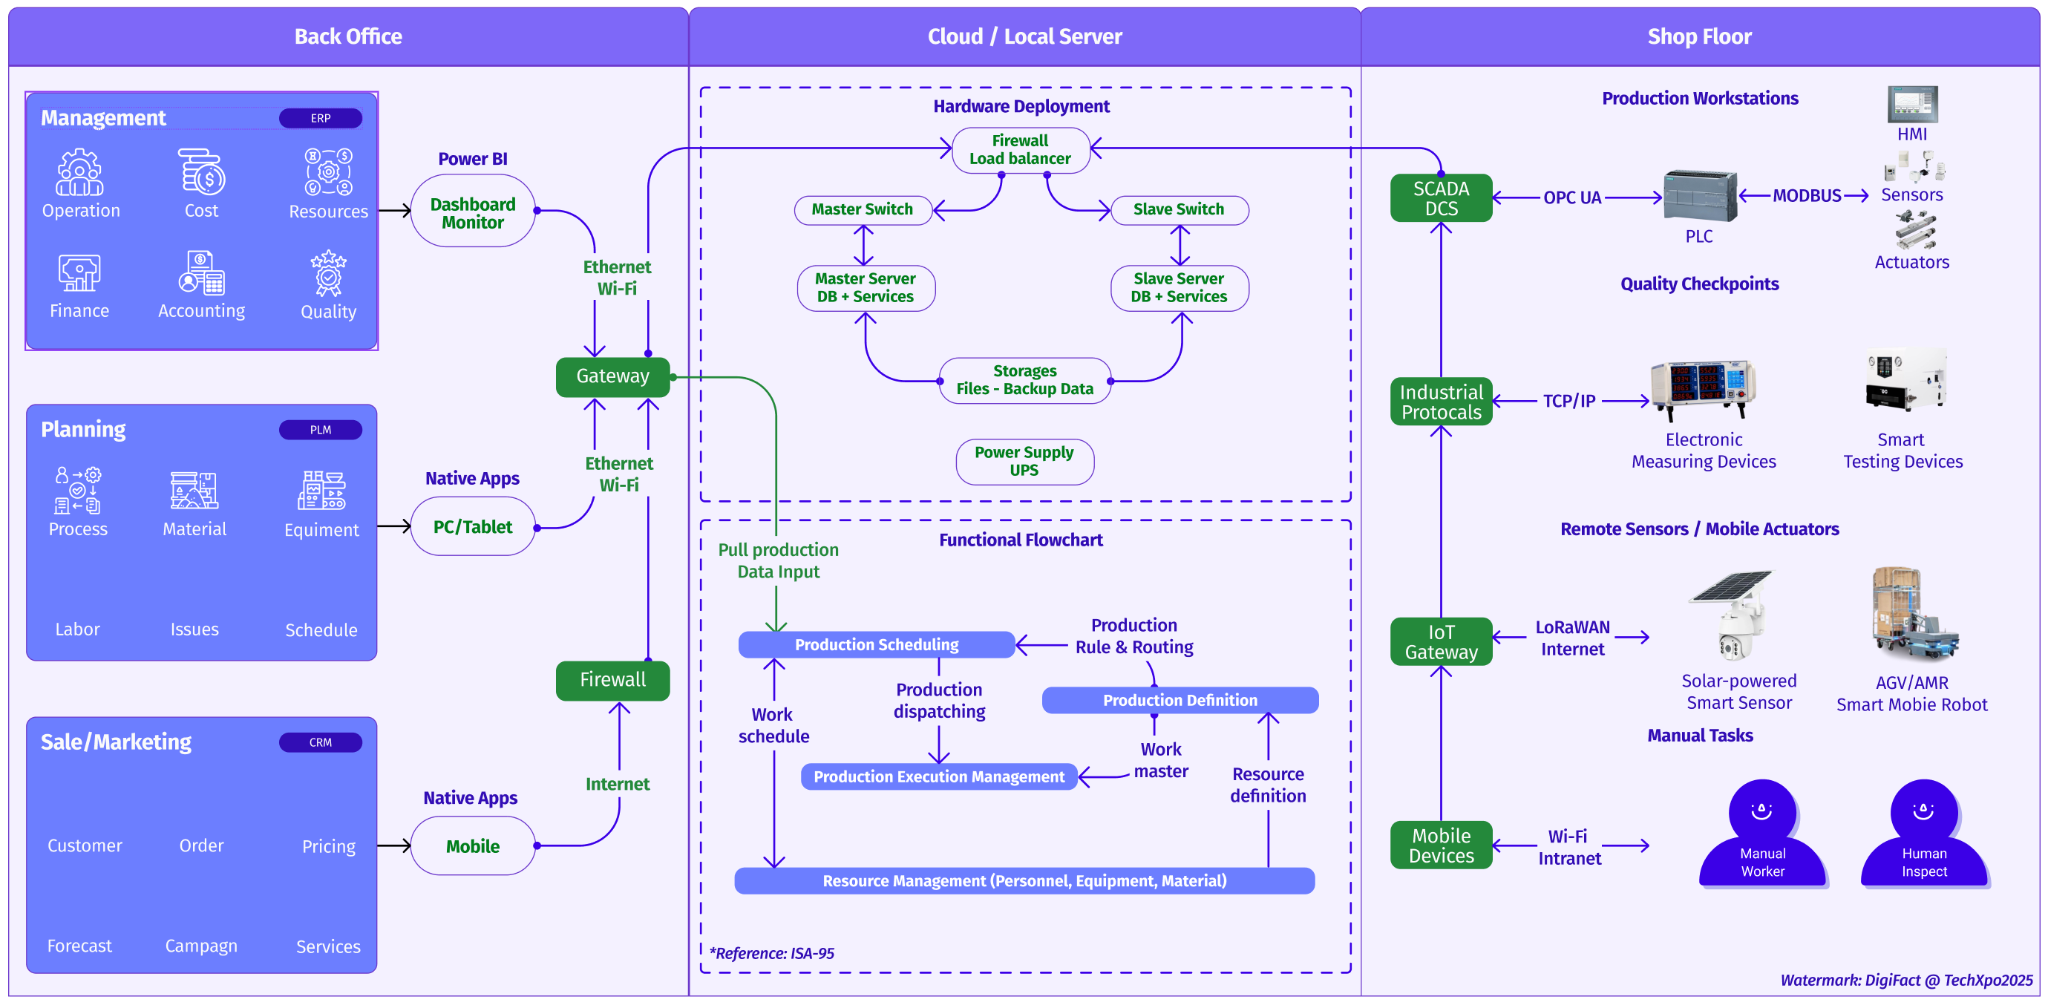 Back Office
Cloud / Local Server
Shop Floor
Management
ERP
Operation
Cost
Resources
Finance
Accounting
Quality
Power BI
Dashboard
Monitor
Ethernet
Wi-Fi
Gateway
Planning
PLM
Process
Material
Equiment
Labor
Issues
Schedule
Native Apps
PC/Tablet
Ethernet
Wi-Fi
Firewall
Sale/Marketing
CRM
Customer
Order
Pricing
Forecast
Campagn
Services
Native Apps
Mobile
Internet
Hardware Deployment
Firewall
Load balancer
Master Switch
Slave Switch
Master Server
DB + Services
Slave Server
DB + Services
Storages
Files - Backup Data
Power Supply
UPS
Functional Flowchart
Pull production
Data Input
Production Scheduling
Production
Rule & Routing
Production
dispatching
Production Definition
Work
schedule
Work
master
Production Execution Management
Resource
definition
Resource Management (Personnel, Equipment, Material)
*Reference: ISA-95
Production Workstations
HMI
SCADA
DCS
OPC UA
PLC
MODBUS
Sensors
Actuators
Quality Checkpoints
Industrial
Protocals
TCP/IP
Electronic
Measuring Devices
Smart
Testing Devices
Remote Sensors / Mobile Actuators
IoT
Gateway
LoRaWAN
Internet
Solar-powered
Smart Sensor
AGV/AMR
Smart Mobie Robot
Manual Tasks
Mobile
Devices
Wi-Fi
Intranet
Manual
Worker
Human
Inspect
Watermark: DigiFact @ TechXpo2025